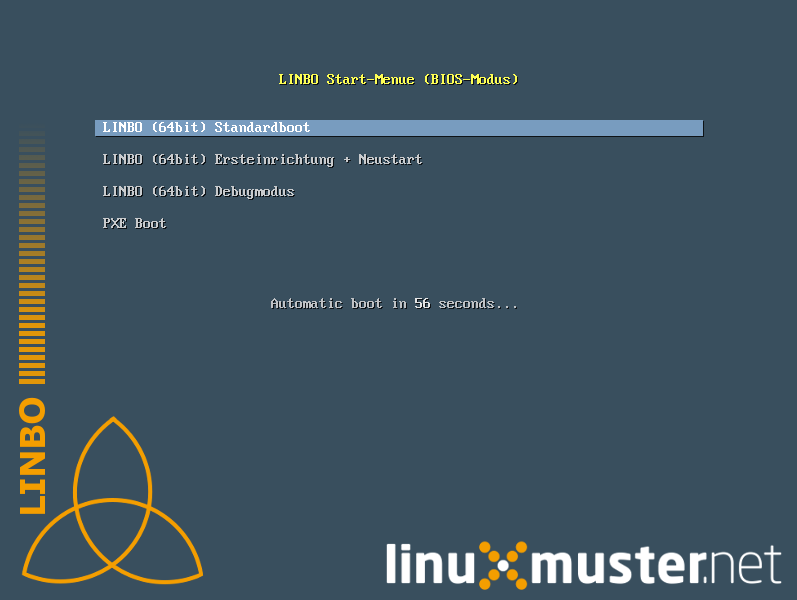 LINBO Start-Menue (BIOS-Modus)
LINBO (64bit) Standardboot
LINBO (64bit) Ersteinrichtung + Neustart
LINBO (64bit) Debugmodus
PXE Boot
Automatic boot in 56 seconds...
LINBO
linuxmuster.net